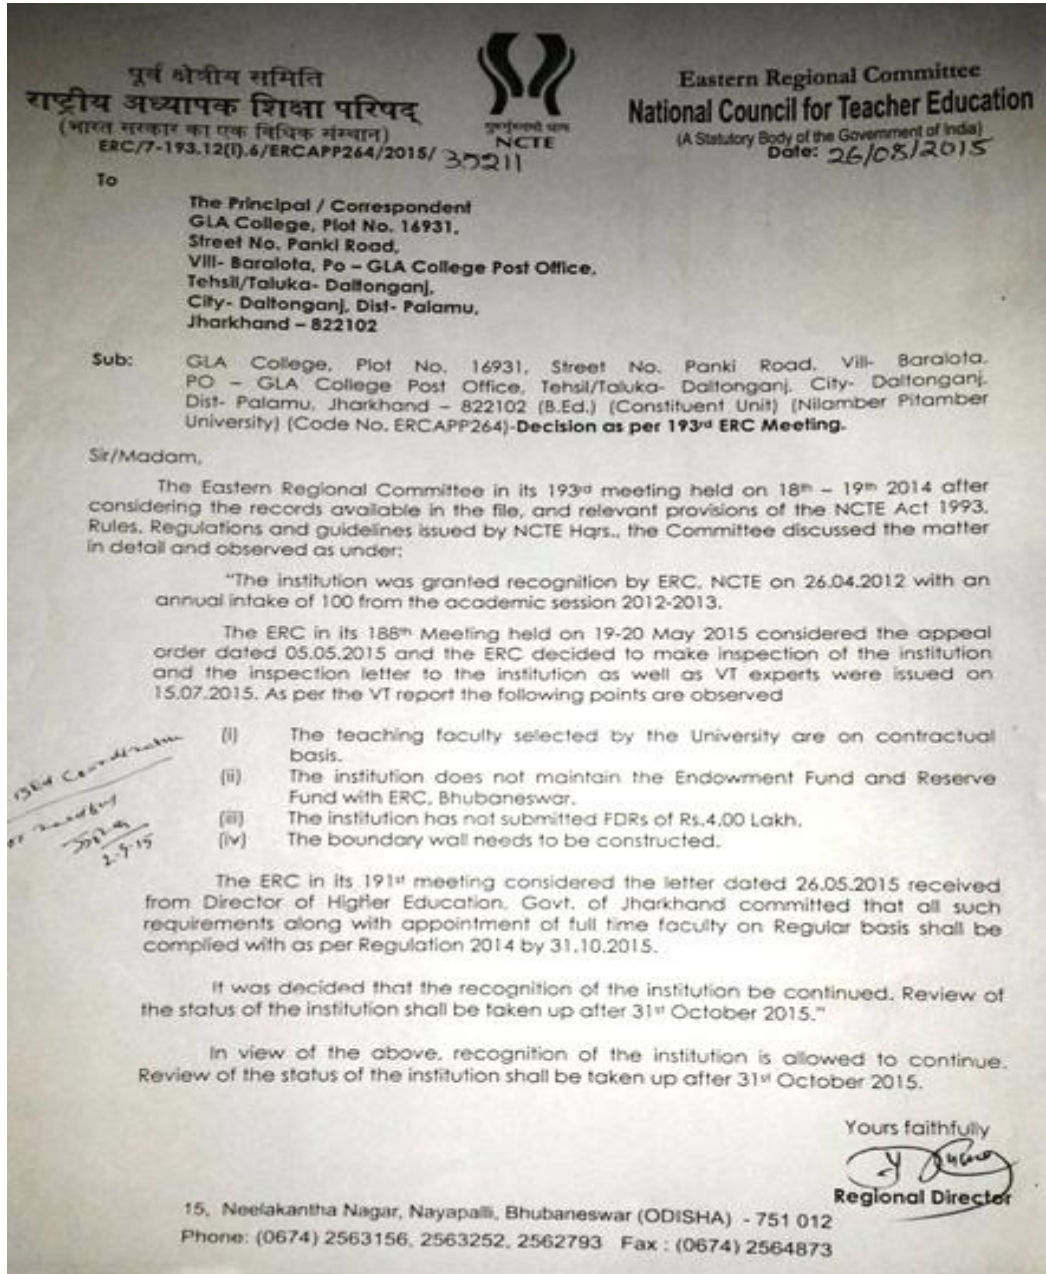 पूर्व क्षेत्रीय समिति
राष्ट्रीय अध्यापक शिक्षा परिषद्
(भारत सरकार का एक विधिक संस्थान)
ERC/7-193.12(i).6/ERCAPP264/2015/ 35211
NCTE
Eastern Regional Committee
National Council for Teacher Education
(A Statutory Body of the Government of India)
Date: 26/08/2015
To
The Principal / Correspondent
GLA College, Plot No. 16931,
Street No. Panki Road,
Vill- Baralota, Po – GLA College Post Office,
Tehsil/Taluka- Daltonganj,
City- Daltonganj, Dist- Palamu,
Jharkhand – 822102
Sub: GLA College, Plot No. 16931, Street No. Panki Road, Vill- Baralota,
PO – GLA College Post Office, Tehsil/Taluka- Daltonganj, City- Daltonganj,
Dist- Palamu, Jharkhand – 822102 (B.Ed.) (Constituent Unit) (Nilamber Pitamber
University) (Code No. ERCAPP264)-Decision as per 193rd ERC Meeting.
Sir/Madam,
The Eastern Regional Committee in its 193rd meeting held on 18th – 19th 2014 after
considering the records available in the file, and relevant provisions of the NCTE Act 1993,
Rules, Regulations and guidelines issued by NCTE Hqrs., the Committee discussed the matter
in detail and observed as under:
"The institution was granted recognition by ERC, NCTE on 26.04.2012 with an
annual intake of 100 from the academic session 2012-2013.
The ERC in its 188th Meeting held on 19-20 May 2015 considered the appeal
order dated 05.05.2015 and the ERC decided to make inspection of the institution
and the inspection letter to the institution as well as VT experts were issued on
15.07.2015. As per the VT report the following points are observed
(i) The teaching faculty selected by the University are on contractual
basis.
(ii) The institution does not maintain the Endowment Fund and Reserve
Fund with ERC, Bhubaneswar.
(iii) The institution has not submitted FDRs of Rs.4.00 Lakh.
(iv) The boundary wall needs to be constructed.
2.9.15
The ERC in its 191st meeting considered the letter dated 26.05.2015 received
from Director of Higher Education, Govt. of Jharkhand committed that all such
requirements along with appointment of full time faculty on Regular basis shall be
complied with as per Regulation 2014 by 31.10.2015.
It was decided that the recognition of the institution be continued. Review of
the status of the institution shall be taken up after 31st October 2015."
In view of the above, recognition of the institution is allowed to continue.
Review of the status of the institution shall be taken up after 31st October 2015.
Yours faithfully
Regional Director
15, Neelakantha Nagar, Nayapalli, Bhubaneswar (ODISHA) - 751 012
Phone: (0674) 2563156, 2563252, 2562793 Fax : (0674) 2564873